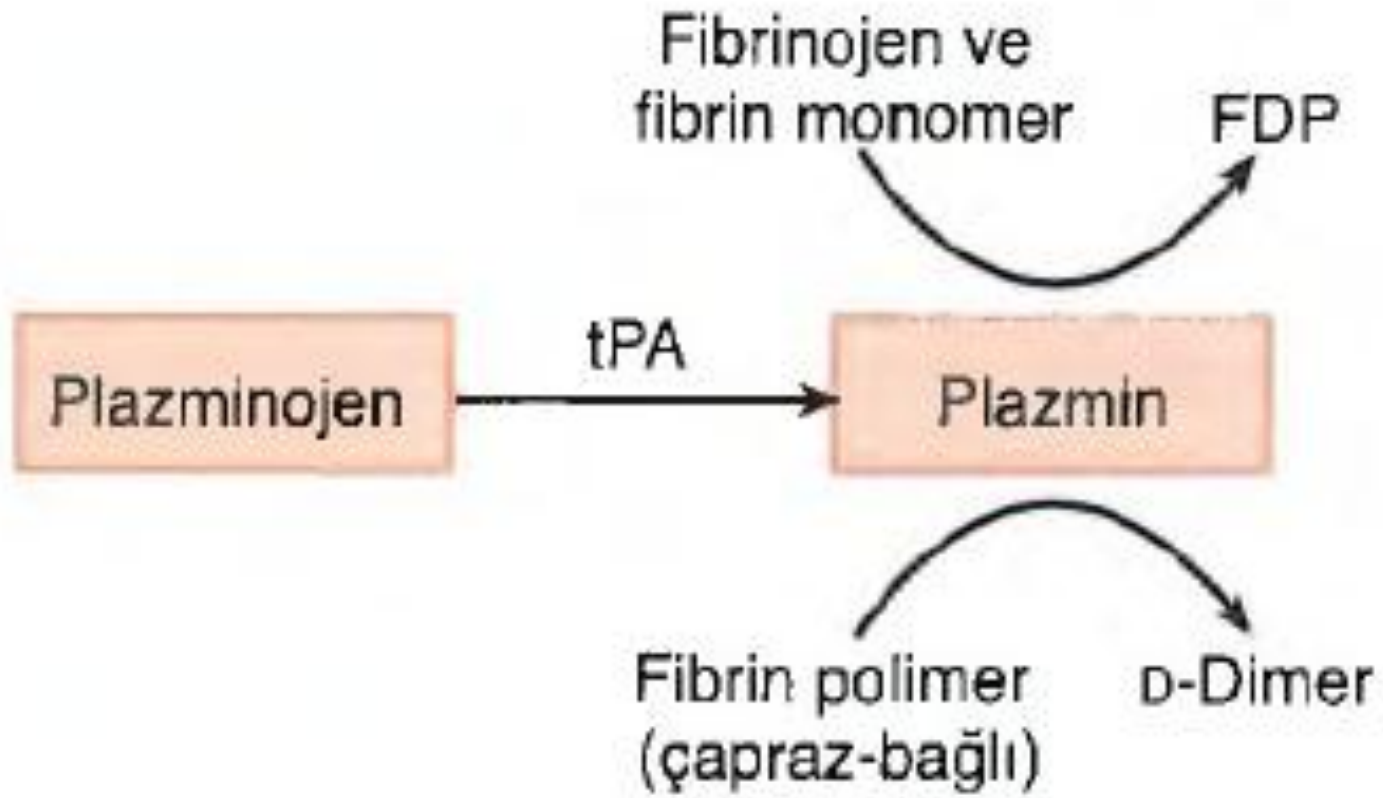 Fibrinojen ve
fibrin monomer
FDP
tPA
Plazminojen
Plazmin
Fibrin polimer
(çapraz-bağlı)
D-Dimer